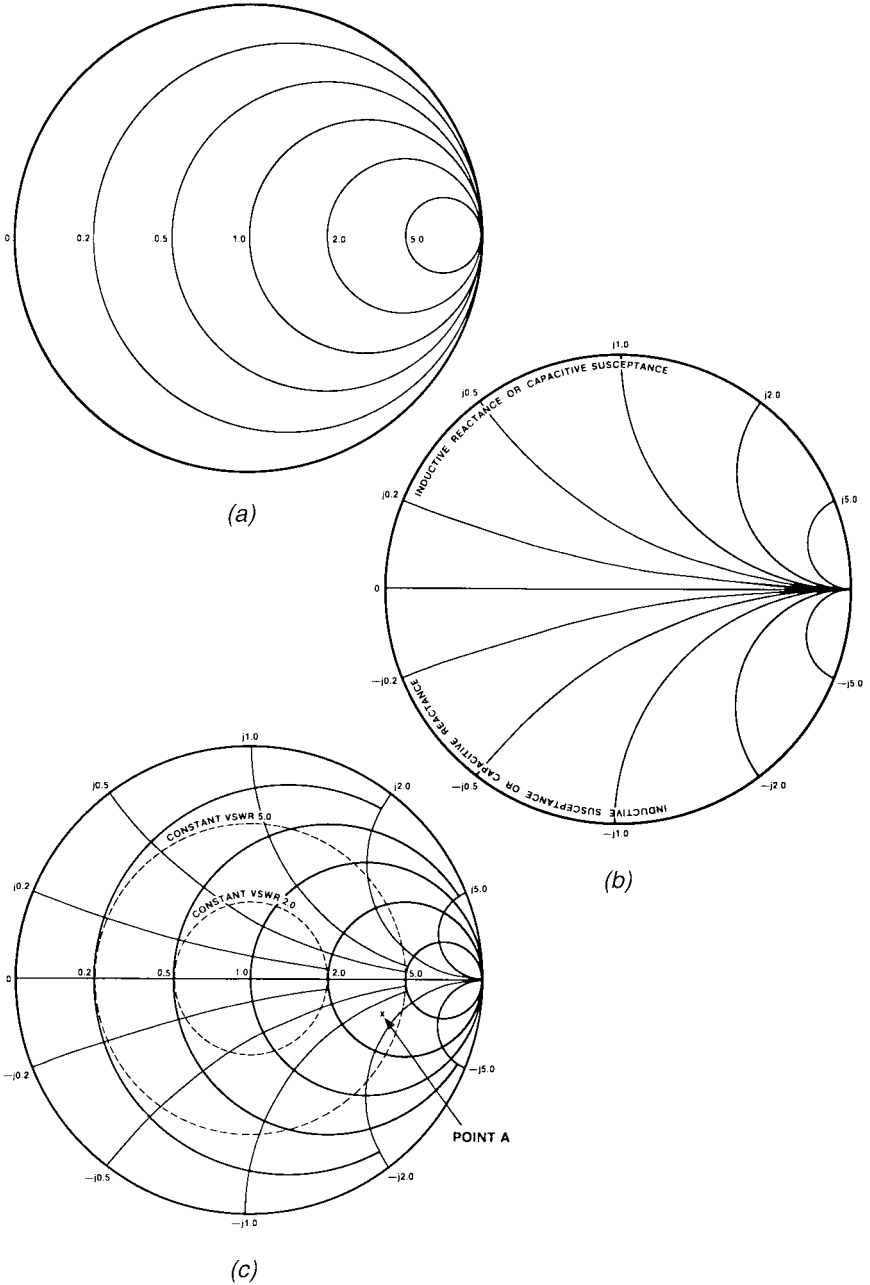 0 0.2 0.5 1.0 2.0 5.0
(a)
j1.0
j0.5
j2.0
INDUCTIVE REACTANCE OR CAPACITIVE SUSCEPTANCE
j0.2
j5.0
0
—j0.2
—j5.0
INDUCTIVE SUSCEPTANCE OR CAPACITIVE REACTANCE
—j0.5
—j2.0
—j1.0
(b)
j1.0
j0.5
j2.0
CONSTANT VSWR 5.0
j0.2
j5.0
CONSTANT VSWR 2.0
0 0.2 0.5 1.0 2.0 5.0
x
—j0.2
—j5.0
POINT A
—j0.5
—j2.0
—j1.0
(c)